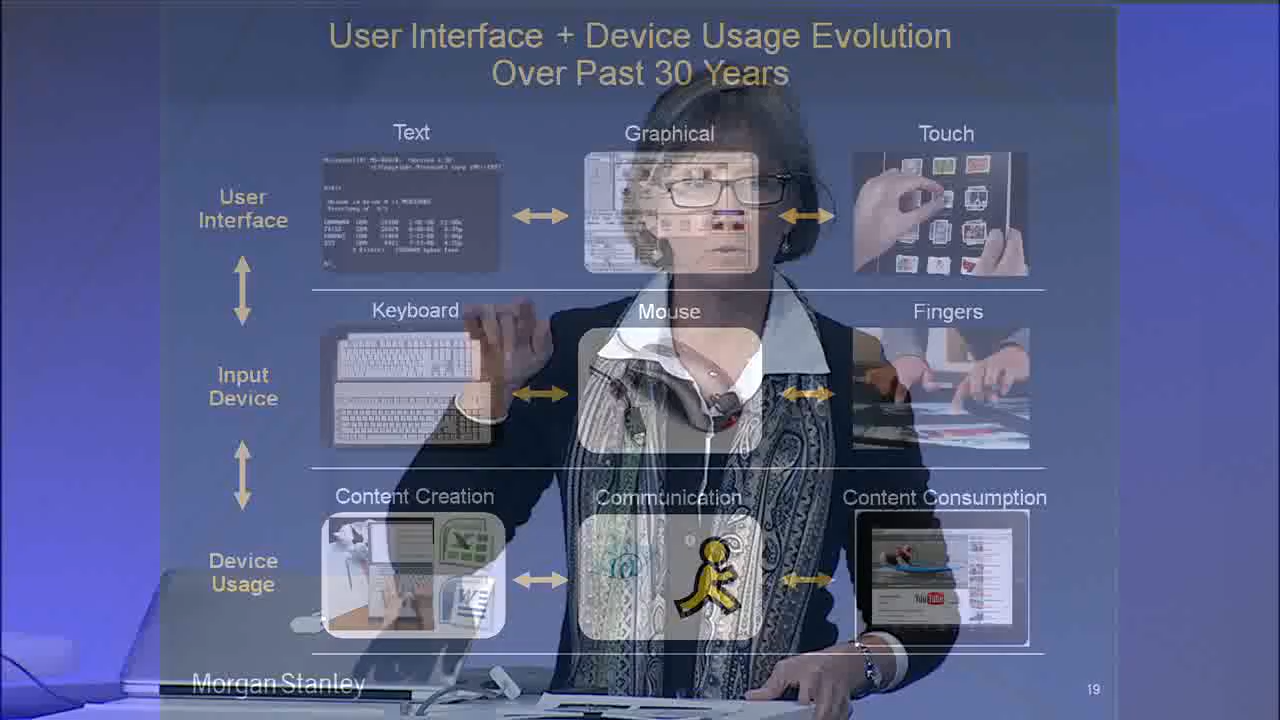 User Interface + Device Usage Evolution
Over Past 30 Years
Text
Graphical
Touch
User
Interface
Keyboard
Mouse
Fingers
Input
Device
Content Creation
Communication
Content Consumption
Device
Usage
@
W
YouTube
Morgan Stanley
19